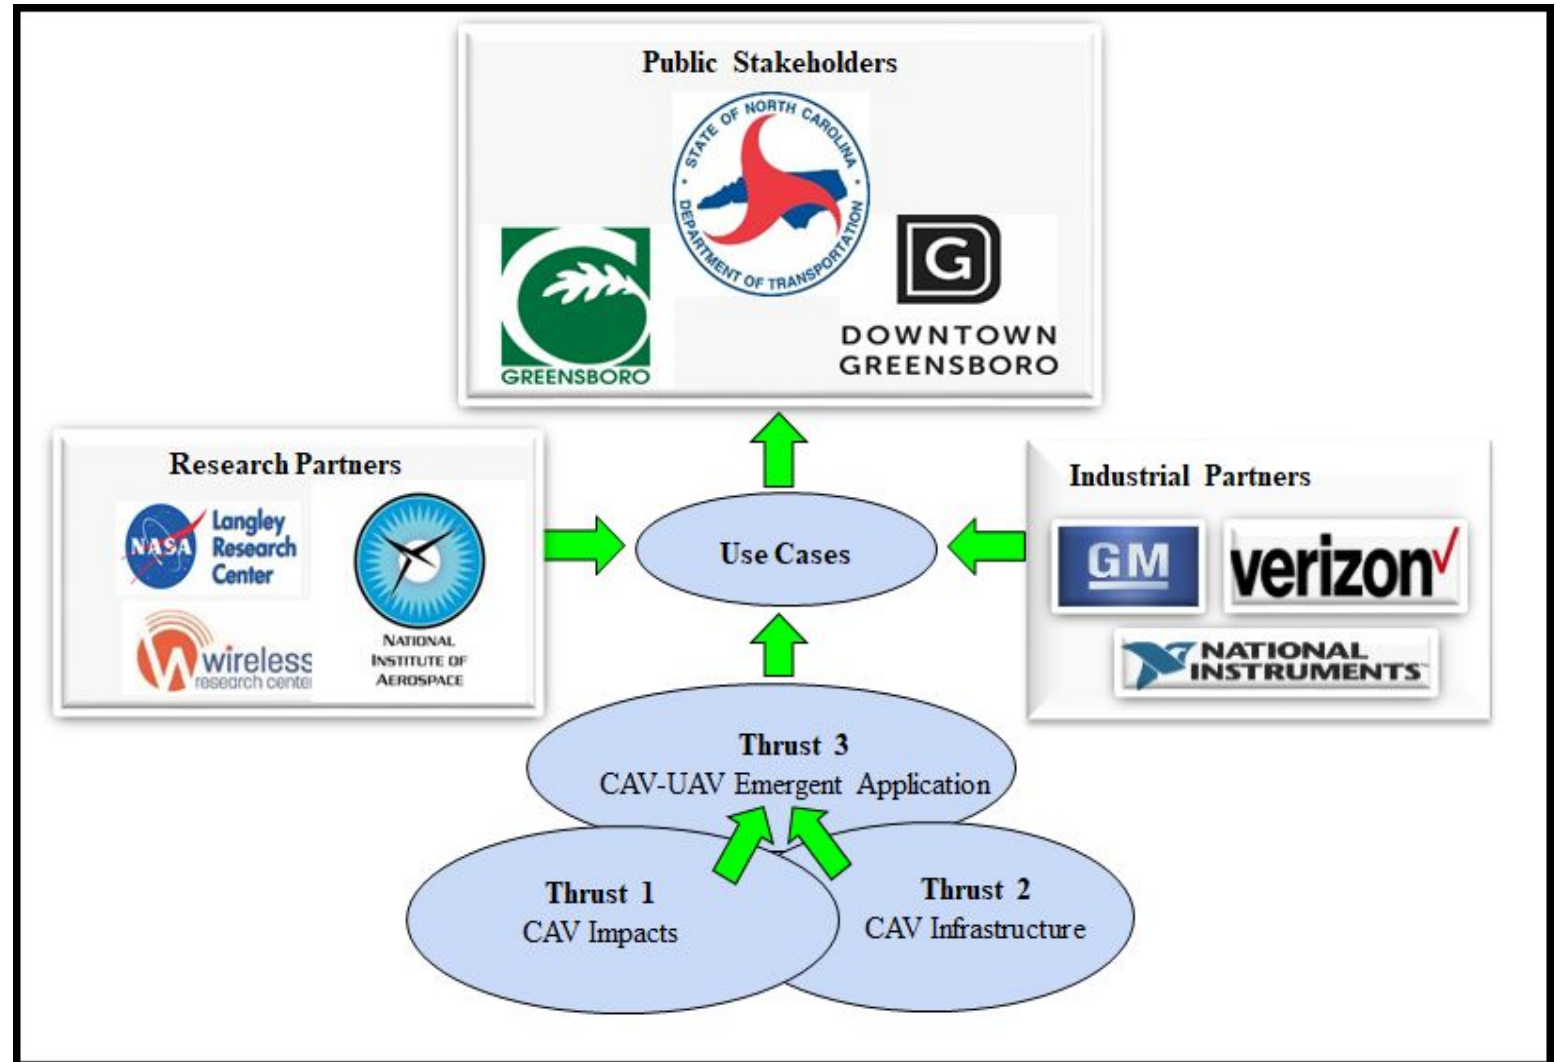 Public Stakeholders
STATE OF NORTH CAROLINA
DEPARTMENT OF TRANSPORTATION
GREENSBORO
G
DOWNTOWN
GREENSBORO
Research Partners
NASA
Langley
Research
Center
wireless
research center
NATIONAL
INSTITUTE OF
AEROSPACE
Use Cases
Industrial Partners
GM
verizon
NATIONAL
INSTRUMENTS
Thrust 3
CAV-UAV Emergent Application
Thrust 1
CAV Impacts
Thrust 2
CAV Infrastructure